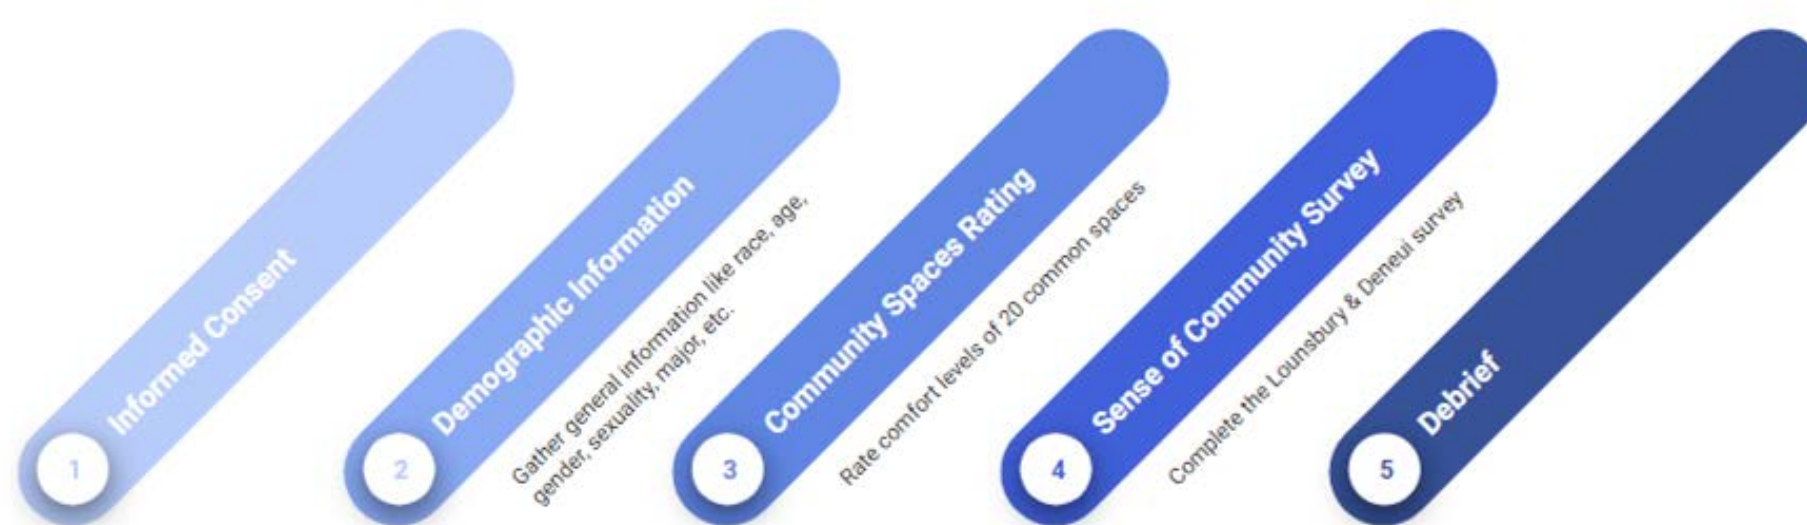 1
Informed Consent
2
Demographic Information
Gather general information like race, age,
gender, sexuality, major, etc.
3
Community Spaces Rating
Rate comfort levels of 20 common spaces
4
Sense of Community Survey
Complete the Lounsbury & Deneui survey
5
Debrief